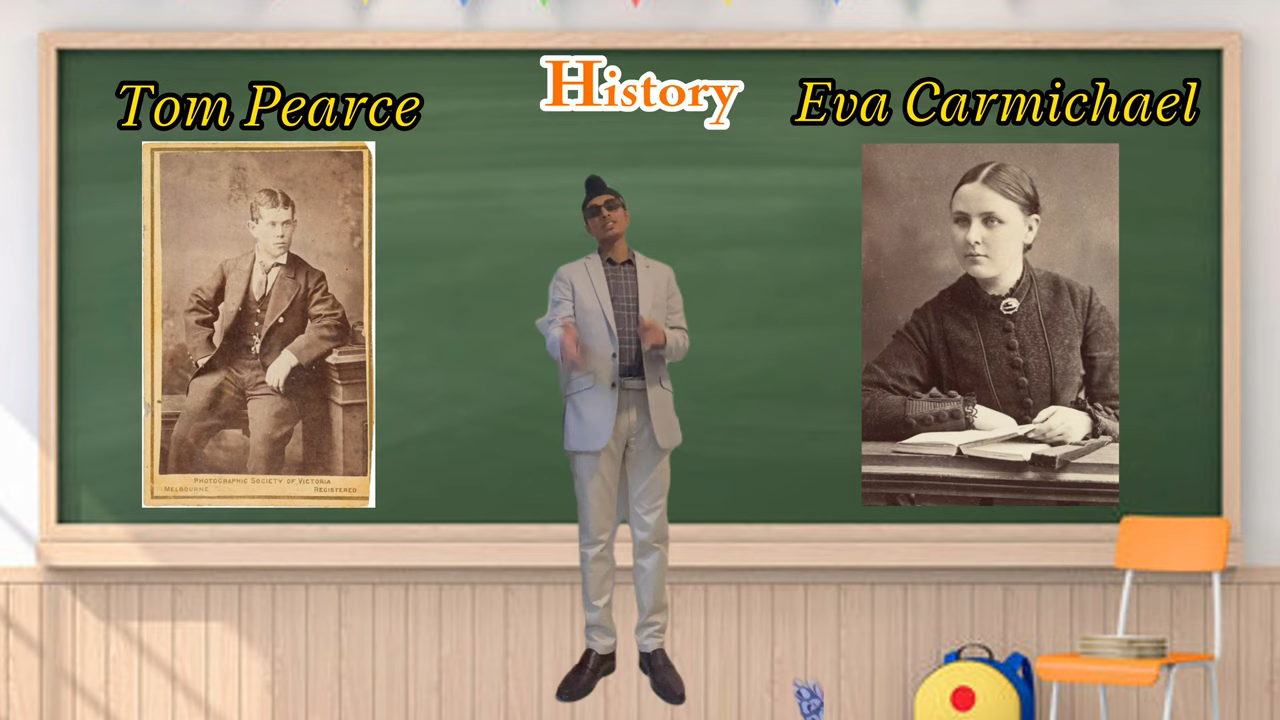 History
Tom Pearce
Eva Carmichael
PHOTOGRAPHIC SOCIETY OF VICTORIA
MELBOURNE REGISTERED